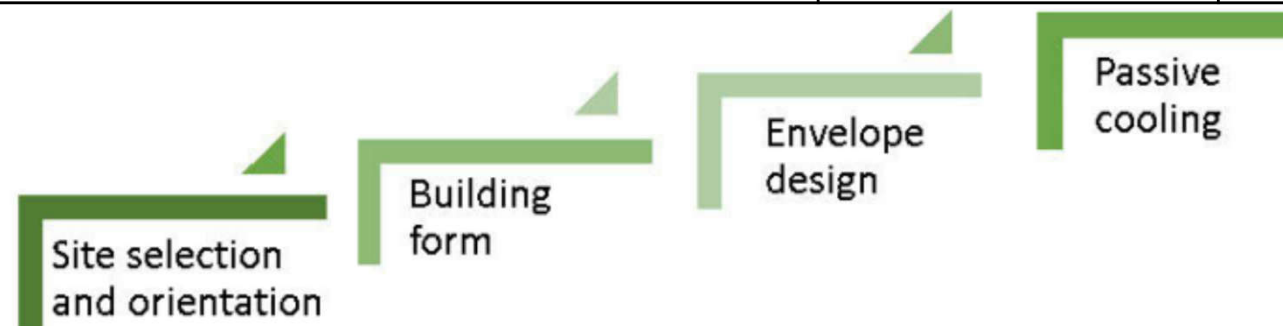 Site selection
and orientation
Building
form
Envelope
design
Passive
cooling